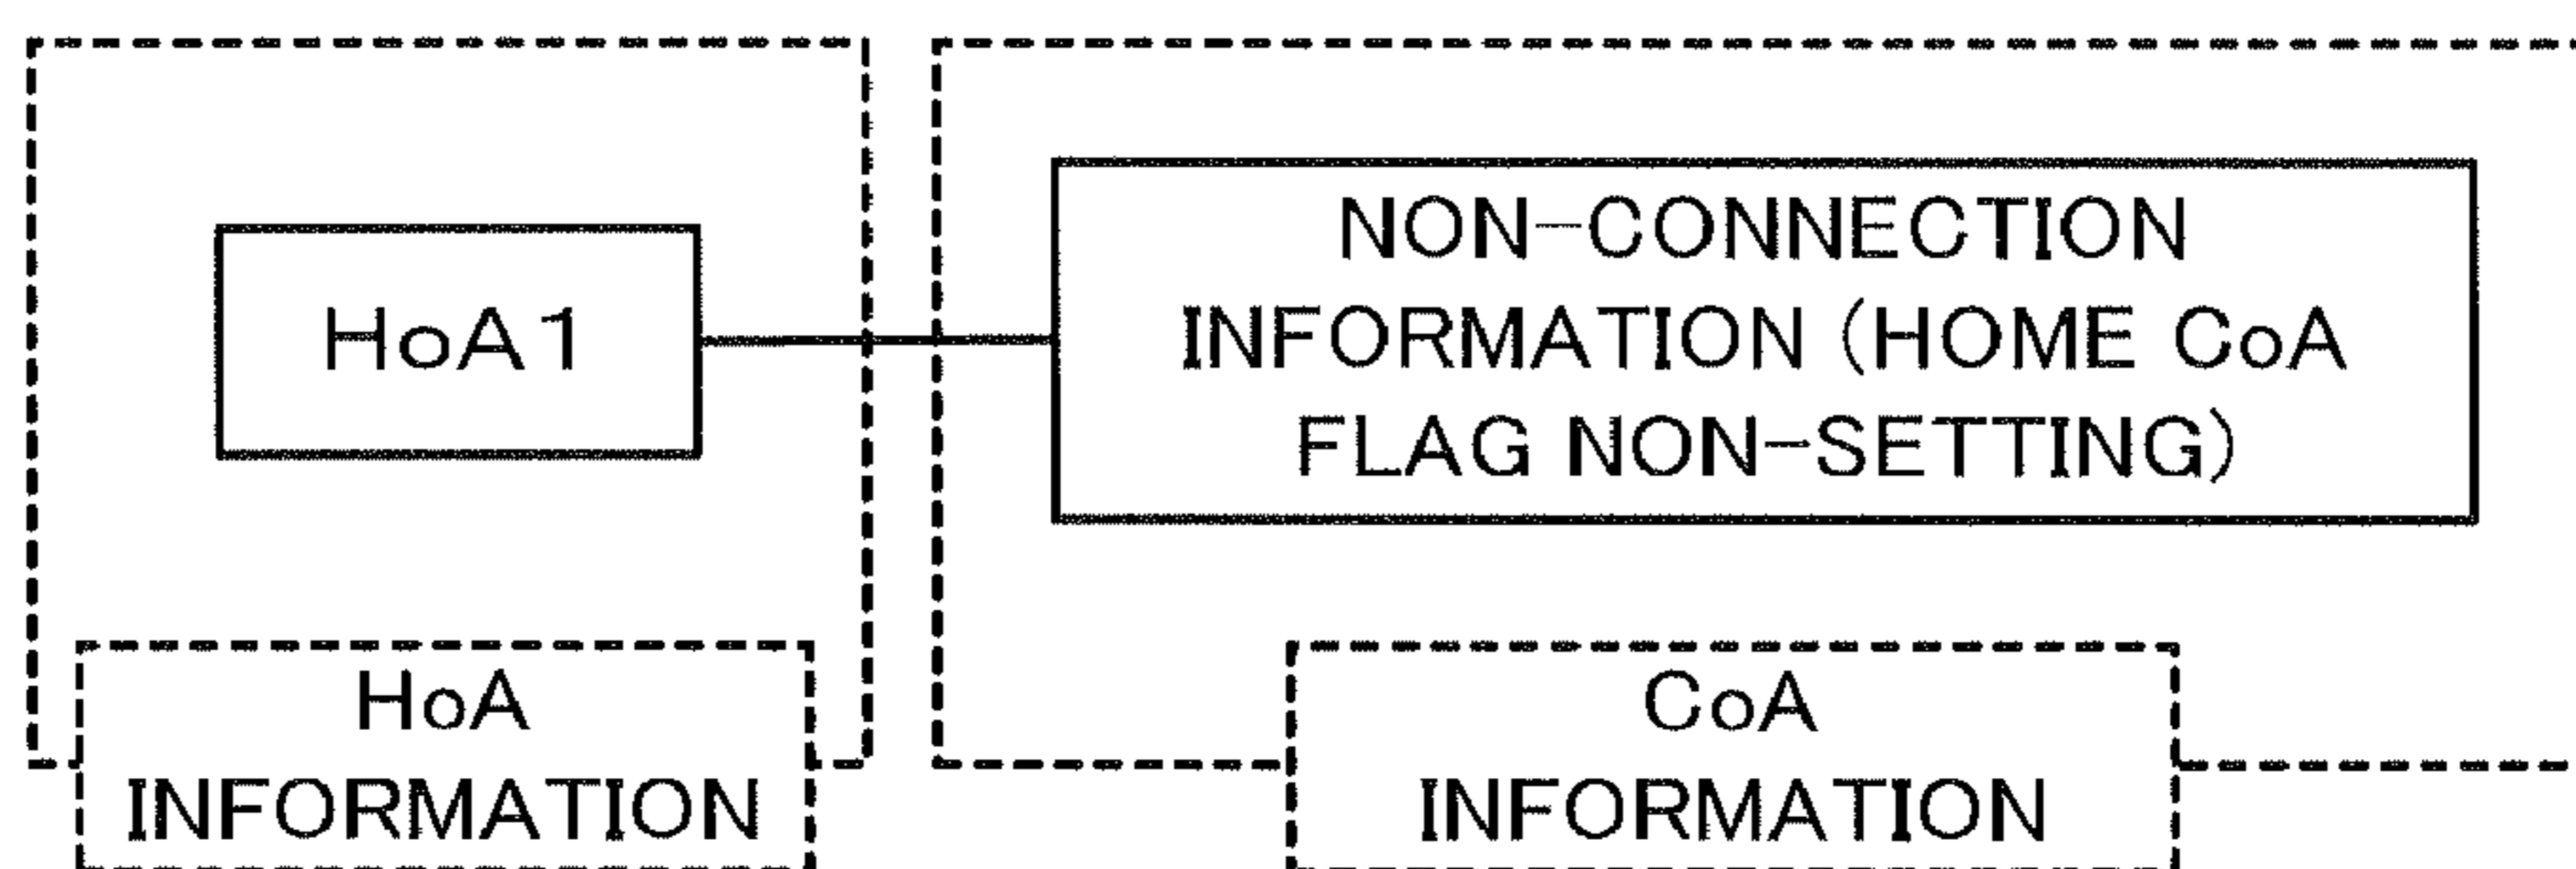 HoA1
NON-CONNECTION
INFORMATION (HOME CoA
FLAG NON-SETTING)
HoA
INFORMATION
CoA
INFORMATION